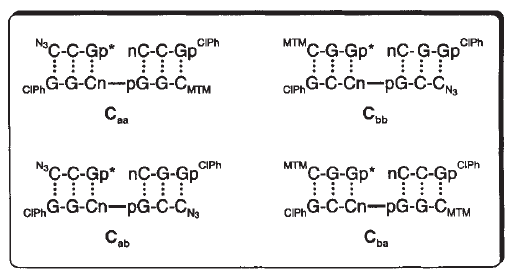 N₃C-C-Gp* nC-C-GpClPh
ClPhG-G-Cn—pG-G-CMTM
Caa
MTMC-G-Gp* nC-G-GpClPh
ClPhG-C-Cn—pG-C-CN₃
Cbb
N₃C-C-Gp* nC-G-GpClPh
ClPhG-G-Cn—pG-C-CN₃
Cab
MTMC-G-Gp* nC-C-GpClPh
ClPhG-C-Cn—pG-G-CMTM
Cba